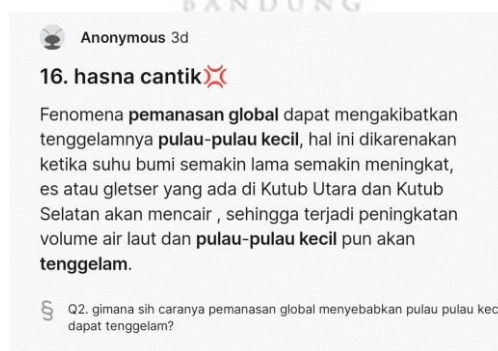 BANDUNG
Anonymous 3d
16. hasna cantik💢
Fenomena pemanasan global dapat mengakibatkan
tenggelamnya pulau-pulau kecil, hal ini dikarenakan
ketika suhu bumi semakin lama semakin meningkat,
es atau gletser yang ada di Kutub Utara dan Kutub
Selatan akan mencair , sehingga terjadi peningkatan
volume air laut dan pulau-pulau kecil pun akan
tenggelam.
§ Q2. gimana sih caranya pemanasan global menyebabkan pulau pulau kec
dapat tenggelam?